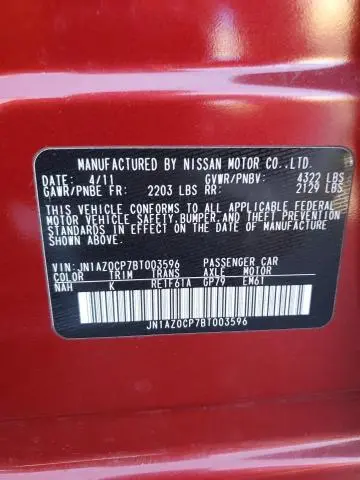 MANUFACTURED BY NISSAN MOTOR CO.,LTD.
DATE: 4/11 GVWR/PNBV: 4322 LBS
GAWR/PNBE FR: 2203 LBS RR: 2129 LBS
THIS VEHICLE CONFORMS TO ALL APPLICABLE FEDERAL
MOTOR VEHICLE SAFETY,BUMPER,AND THEFT PREVENTION
STANDARDS IN EFFECT ON THE DATE OF MANUFACTURE
SHOWN ABOVE.
VIN:JN1AZ0CP7BT003596 PASSENGER CAR
COLOR TRIM TRANS AXLE MOTOR
NAH K RE1F61A GP79 EM61
JN1AZ0CP7BT003596